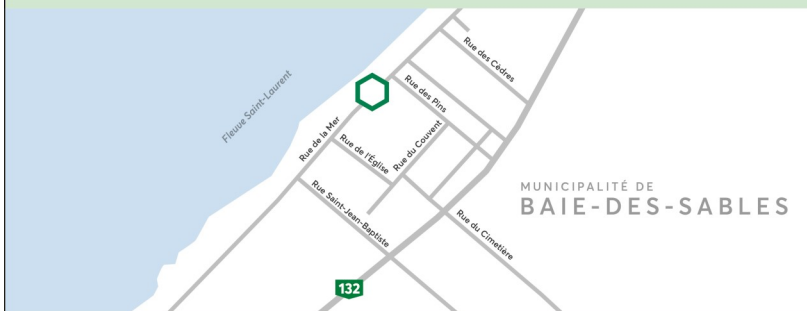 Rue des Cèdres
Fleuve Saint-Laurent
Rue des Pins
Rue de la Mer
Rue du Couvent
Rue de l'Église
Rue Saint-Jean-Baptiste
MUNICIPALITÉ DE
BAIE-DES-SABLES
Rue du Cimetière
132